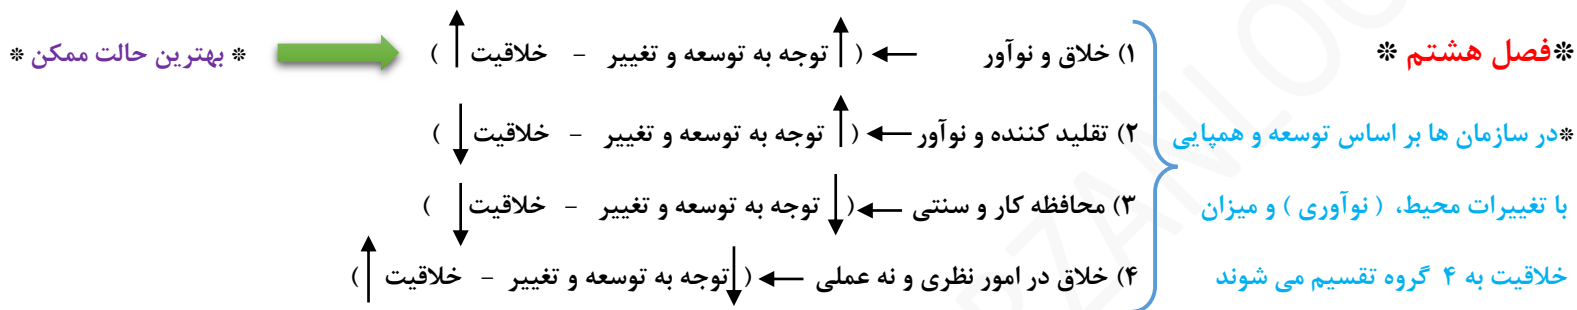 *فصل هشتم *
*در سازمان ها بر اساس توسعه و همپایی
با تغییرات محیط، ( نوآوری ) و میزان
خلاقیت به ۴ گروه تقسیم می شوند
۱) خلاق و نوآور ← (↑ توجه به توسعه و تغییر - خلاقیت ↑ ) * بهترین حالت ممکن *
۲) تقلید کننده و نوآور ← (↑ توجه به توسعه و تغییر - خلاقیت ↓ )
۳) محافظه کار و سنتی ← (↓ توجه به توسعه و تغییر - خلاقیت ↓ )
۴) خلاق در امور نظری و نه عملی ← (↓ توجه به توسعه و تغییر - خلاقیت ↑ )